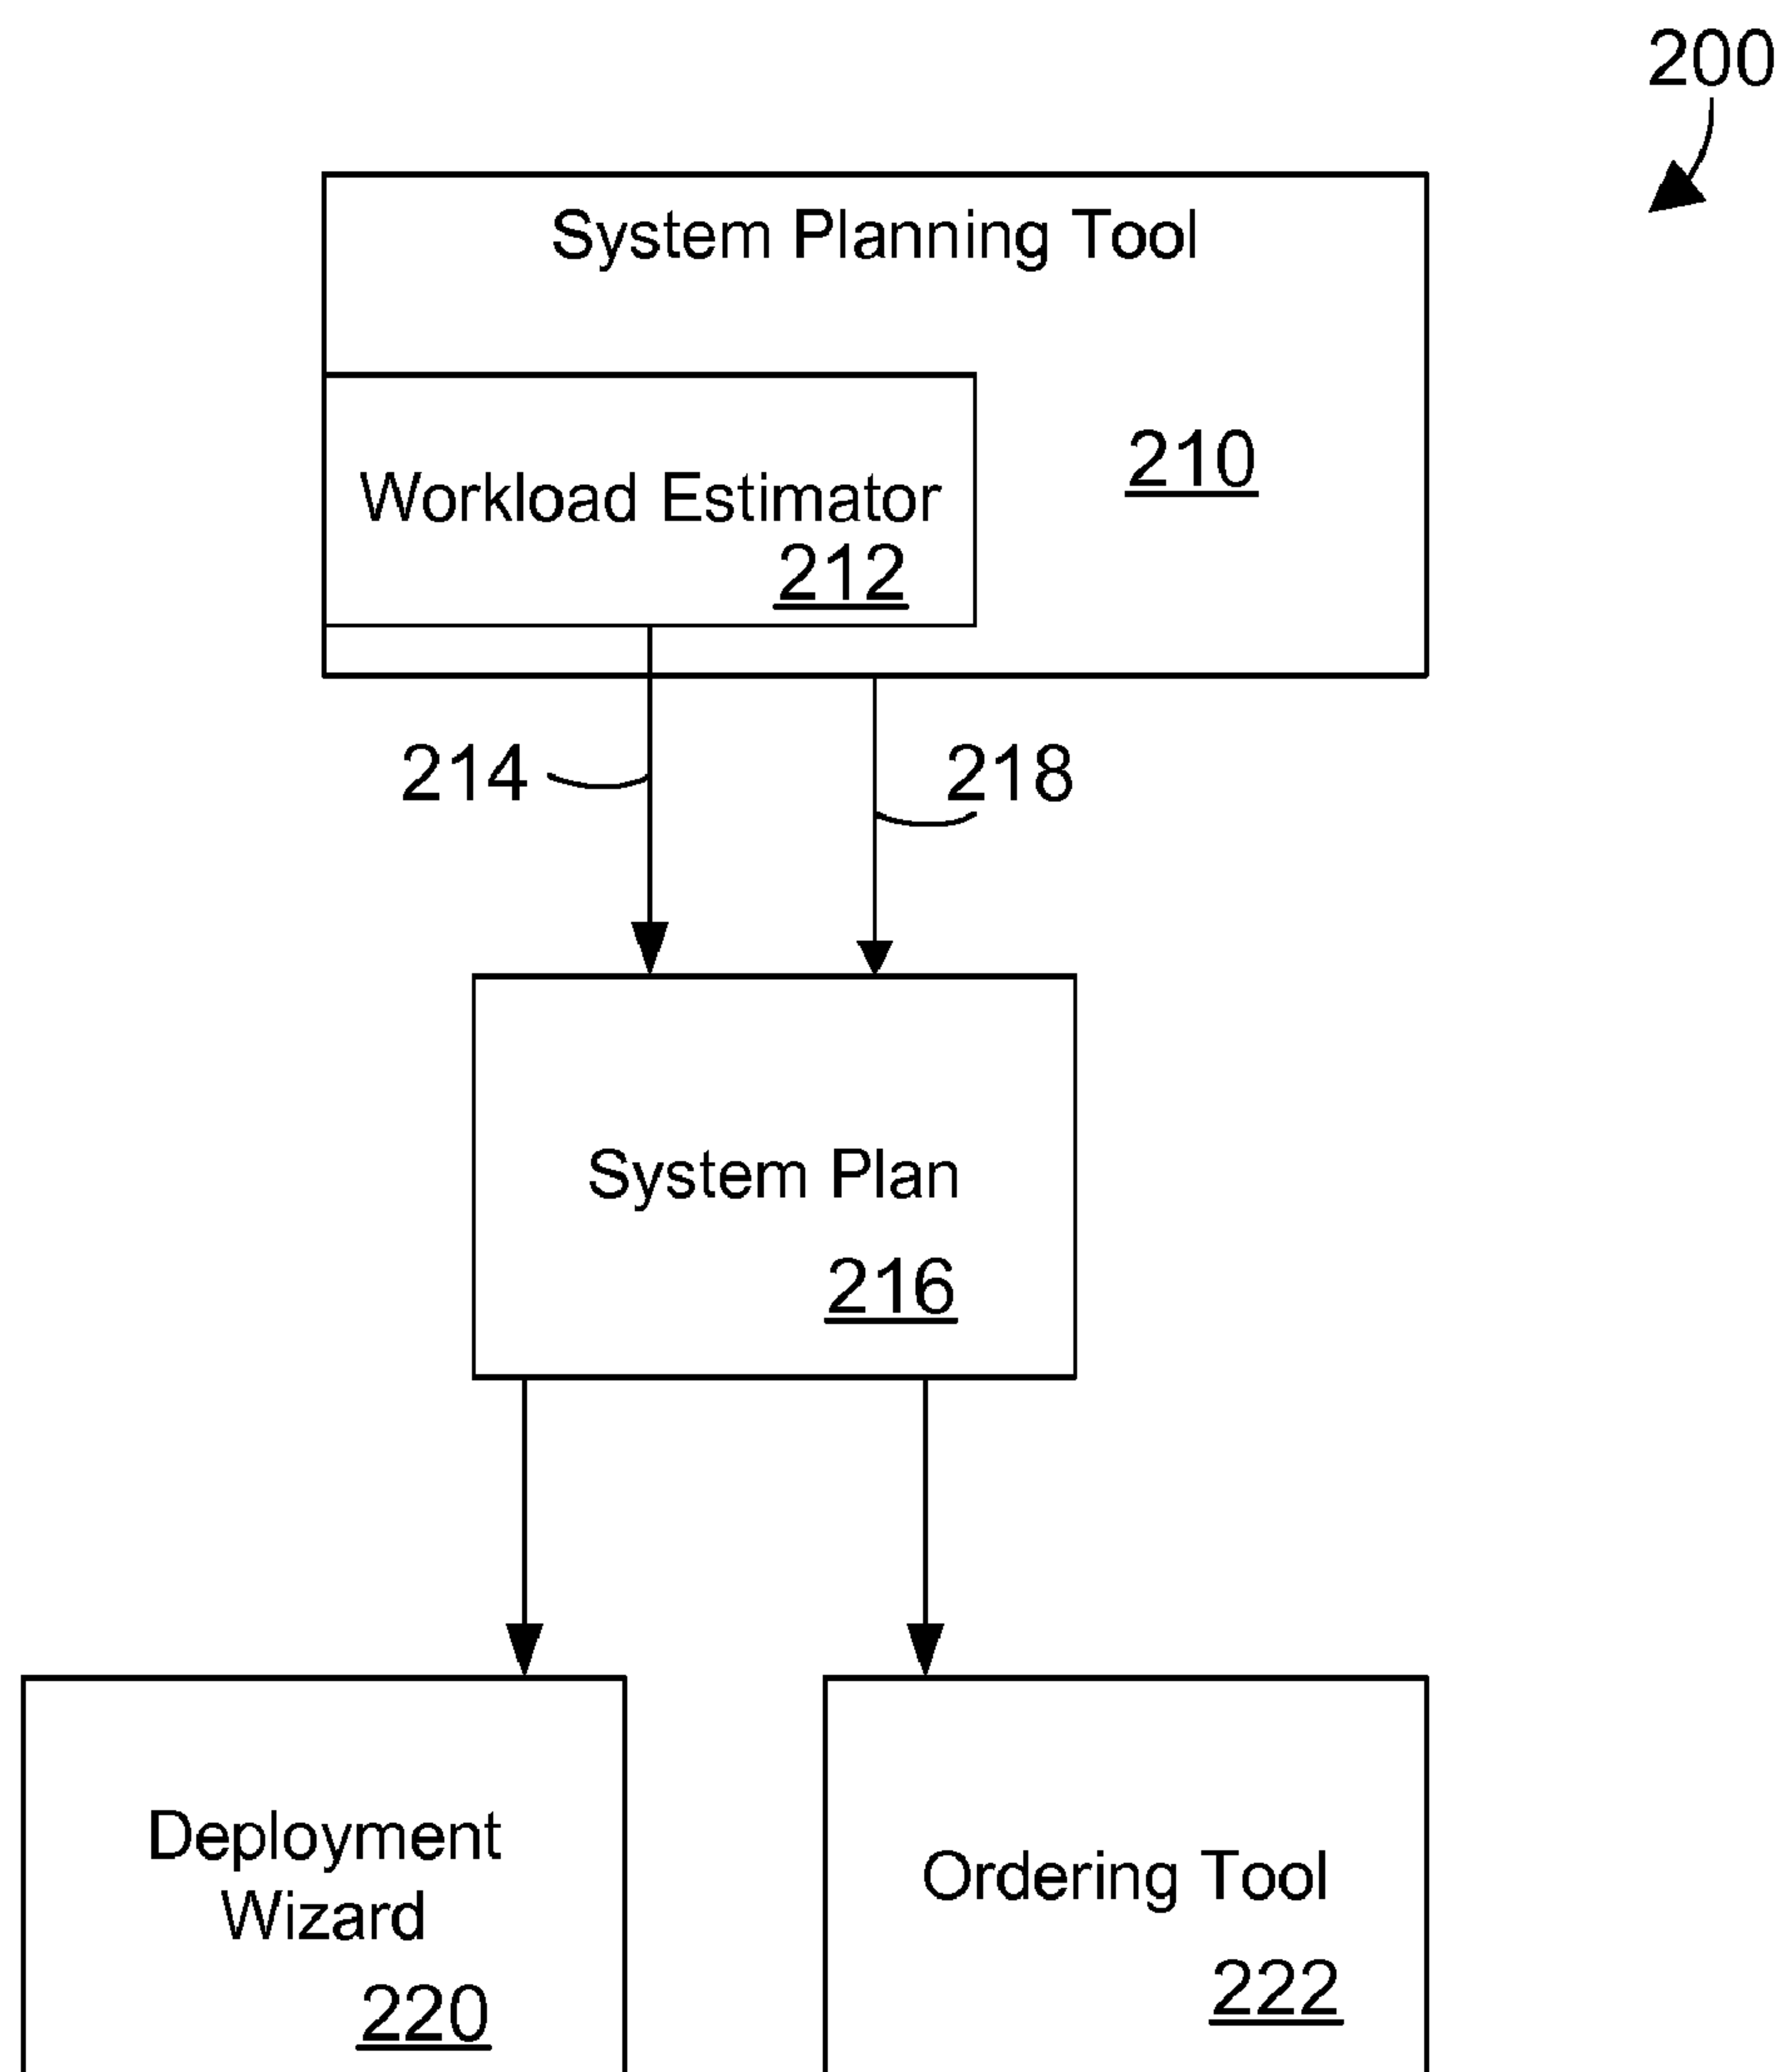 200
System Planning Tool
210
Workload Estimator
212
214
218
System Plan
216
Deployment
Wizard
220
Ordering Tool
222